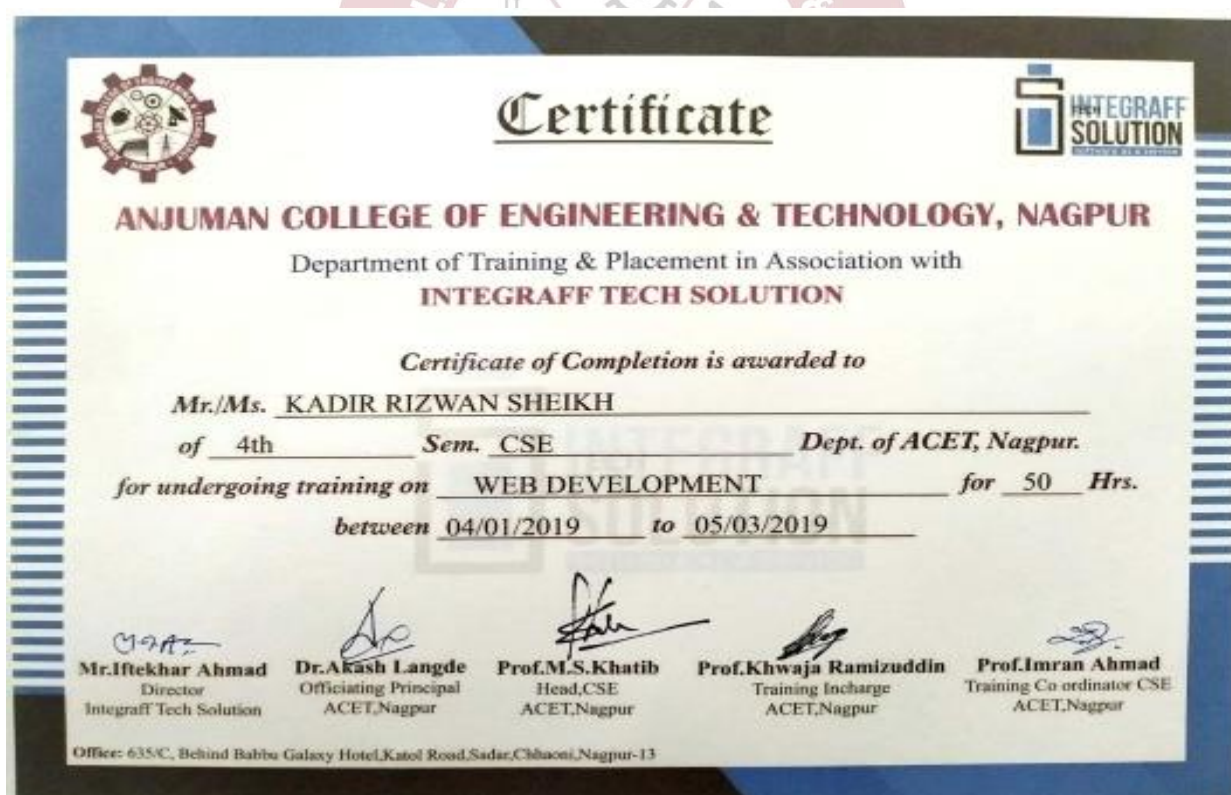 Certificate
INTEGRAFF
TECH
SOLUTION
ANJUMAN COLLEGE OF ENGINEERING & TECHNOLOGY, NAGPUR
Department of Training & Placement in Association with
INTEGRAFF TECH SOLUTION
Certificate of Completion is awarded to
Mr./Ms. KADIR RIZWAN SHEIKH
of 4th Sem. CSE Dept. of ACET, Nagpur.
for undergoing training on WEB DEVELOPMENT for 50 Hrs.
between 04/01/2019 to 05/03/2019
Mr.Iftekhar Ahmad Dr.Akash Langde Prof.M.S.Khatib Prof.Khwaja Ramizuddin Prof.Imran Ahmad
Director Officiating Principal Head,CSE Training Incharge Training Co ordinator CSE
Integraff Tech Solution ACET,Nagpur ACET,Nagpur ACET,Nagpur ACET,Nagpur
Office: 635/C, Behind Babbu Galaxy Hotel,Katol Road,Sadar,Chhaoni,Nagpur-13